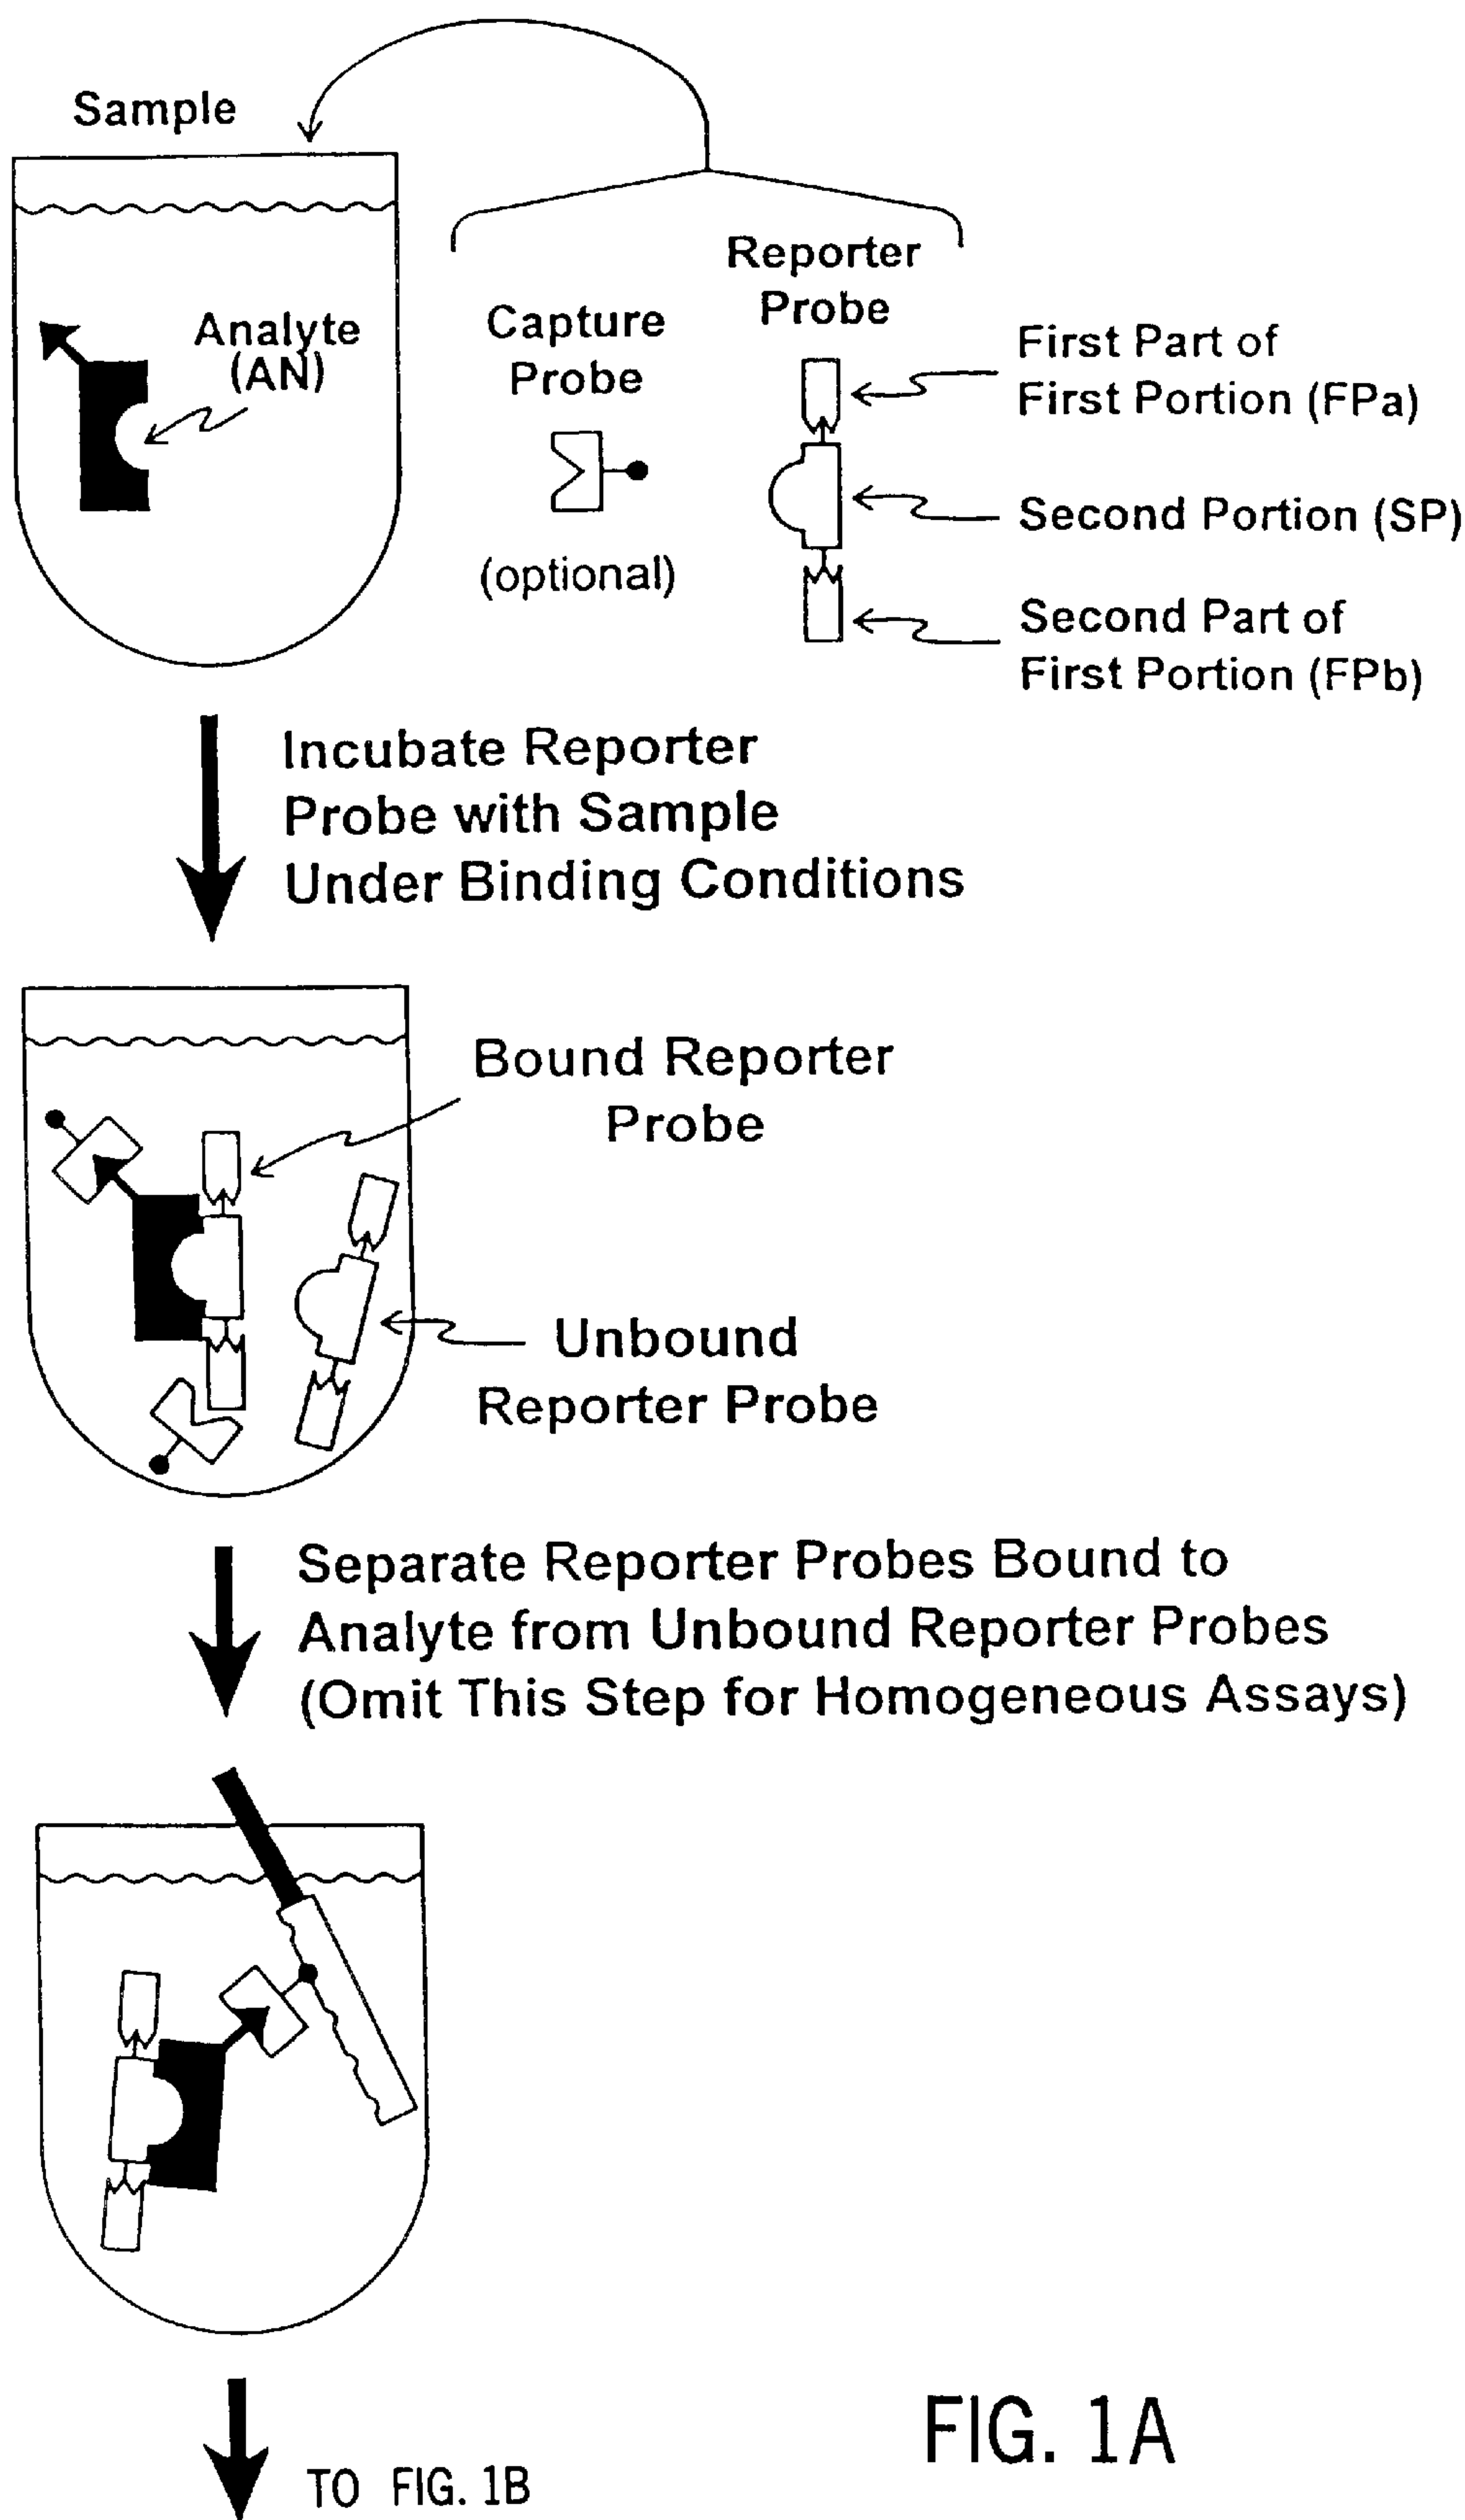 Sample
Analyte
(AN)
Capture
Probe
(optional)
Reporter
Probe
First Part of
First Portion (FPa)
Second Portion (SP)
Second Part of
First Portion (FPb)
Incubate Reporter
Probe with Sample
Under Binding Conditions
Bound Reporter
Probe
Unbound
Reporter Probe
Separate Reporter Probes Bound to
Analyte from Unbound Reporter Probes
(Omit This Step for Homogeneous Assays)
TO FIG. 1B
FIG. 1A